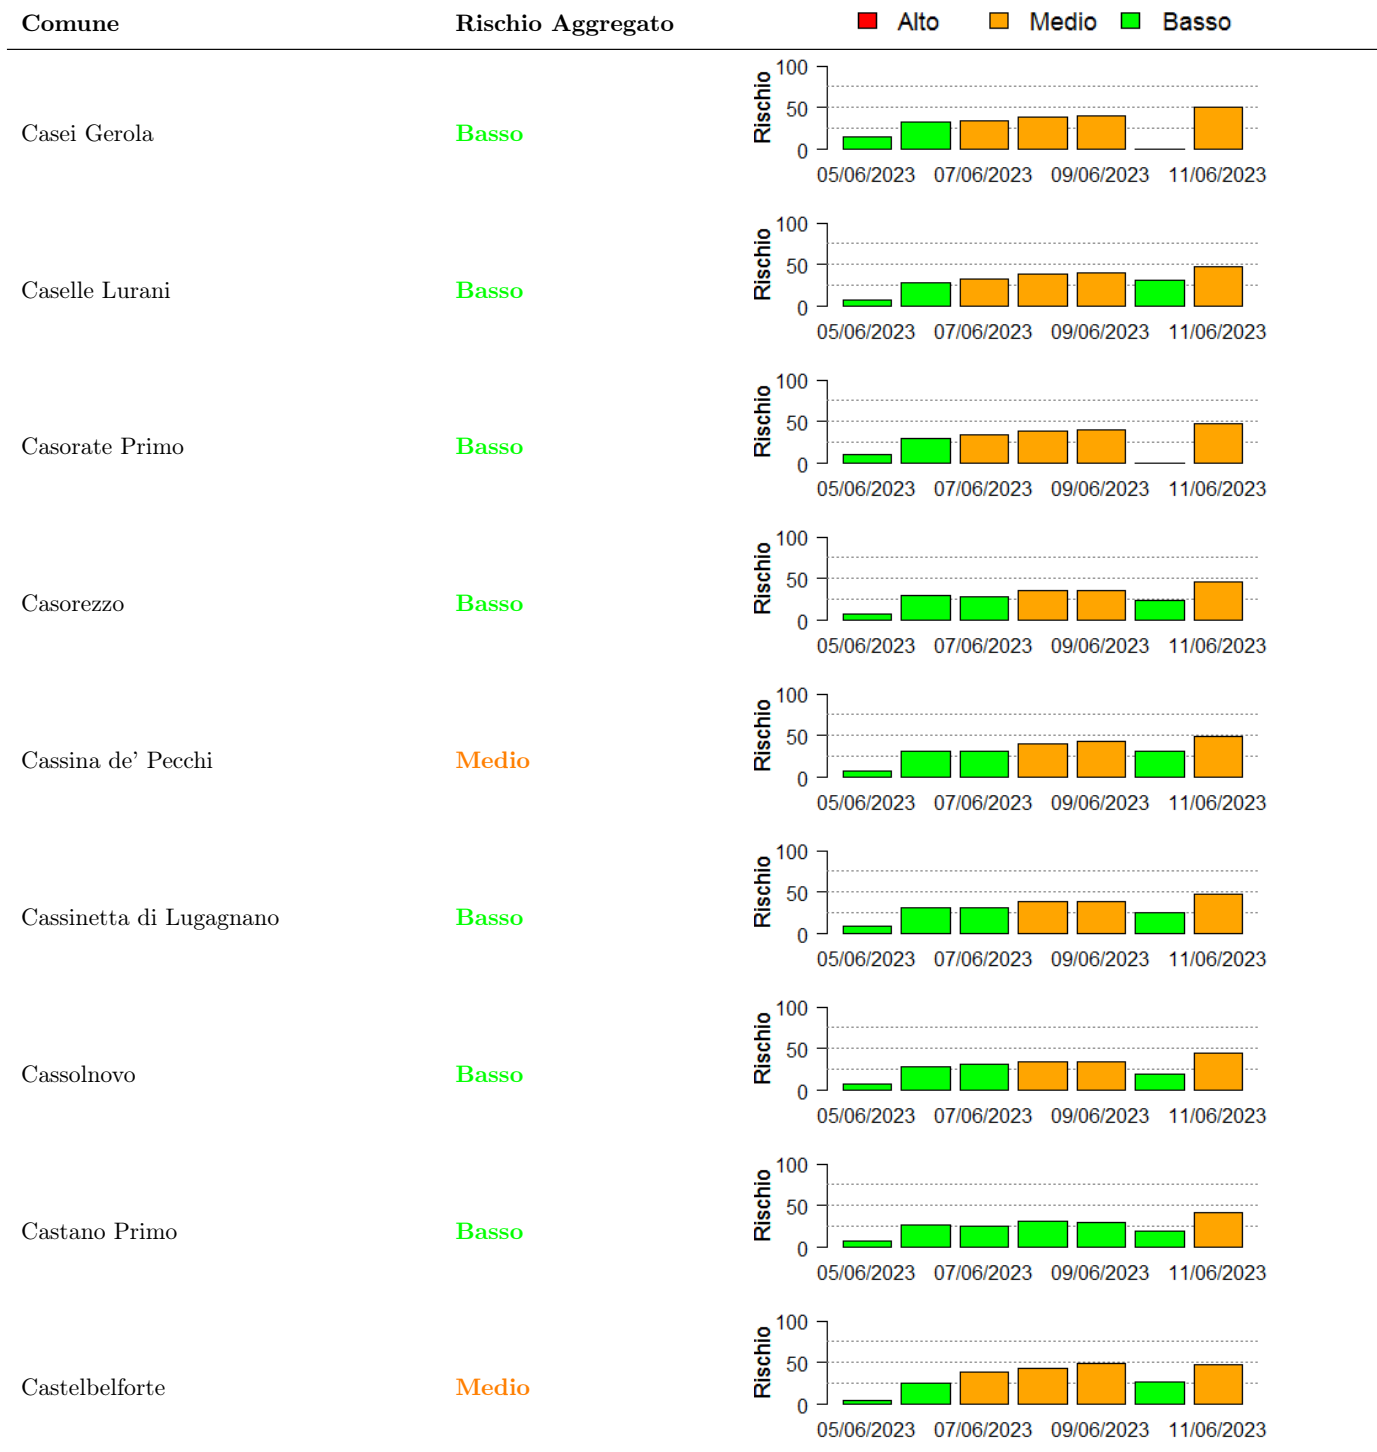 Comune Rischio Aggregato Alto Medio Basso
100
50
0
Rischio
Casei Gerola Basso
05/06/2023 07/06/2023 09/06/2023 11/06/2023
100
50
0
Rischio
Caselle Lurani Basso
05/06/2023 07/06/2023 09/06/2023 11/06/2023
100
50
0
Rischio
Casorate Primo Basso
05/06/2023 07/06/2023 09/06/2023 11/06/2023
100
50
0
Rischio
Casorezzo Basso
05/06/2023 07/06/2023 09/06/2023 11/06/2023
100
50
0
Rischio
Cassina de’ Pecchi Medio
05/06/2023 07/06/2023 09/06/2023 11/06/2023
100
50
0
Rischio
Cassinetta di Lugagnano Basso
05/06/2023 07/06/2023 09/06/2023 11/06/2023
100
50
0
Rischio
Cassolnovo Basso
05/06/2023 07/06/2023 09/06/2023 11/06/2023
100
50
0
Rischio
Castano Primo Basso
05/06/2023 07/06/2023 09/06/2023 11/06/2023
100
50
0
Rischio
Castelbelforte Medio
05/06/2023 07/06/2023 09/06/2023 11/06/2023